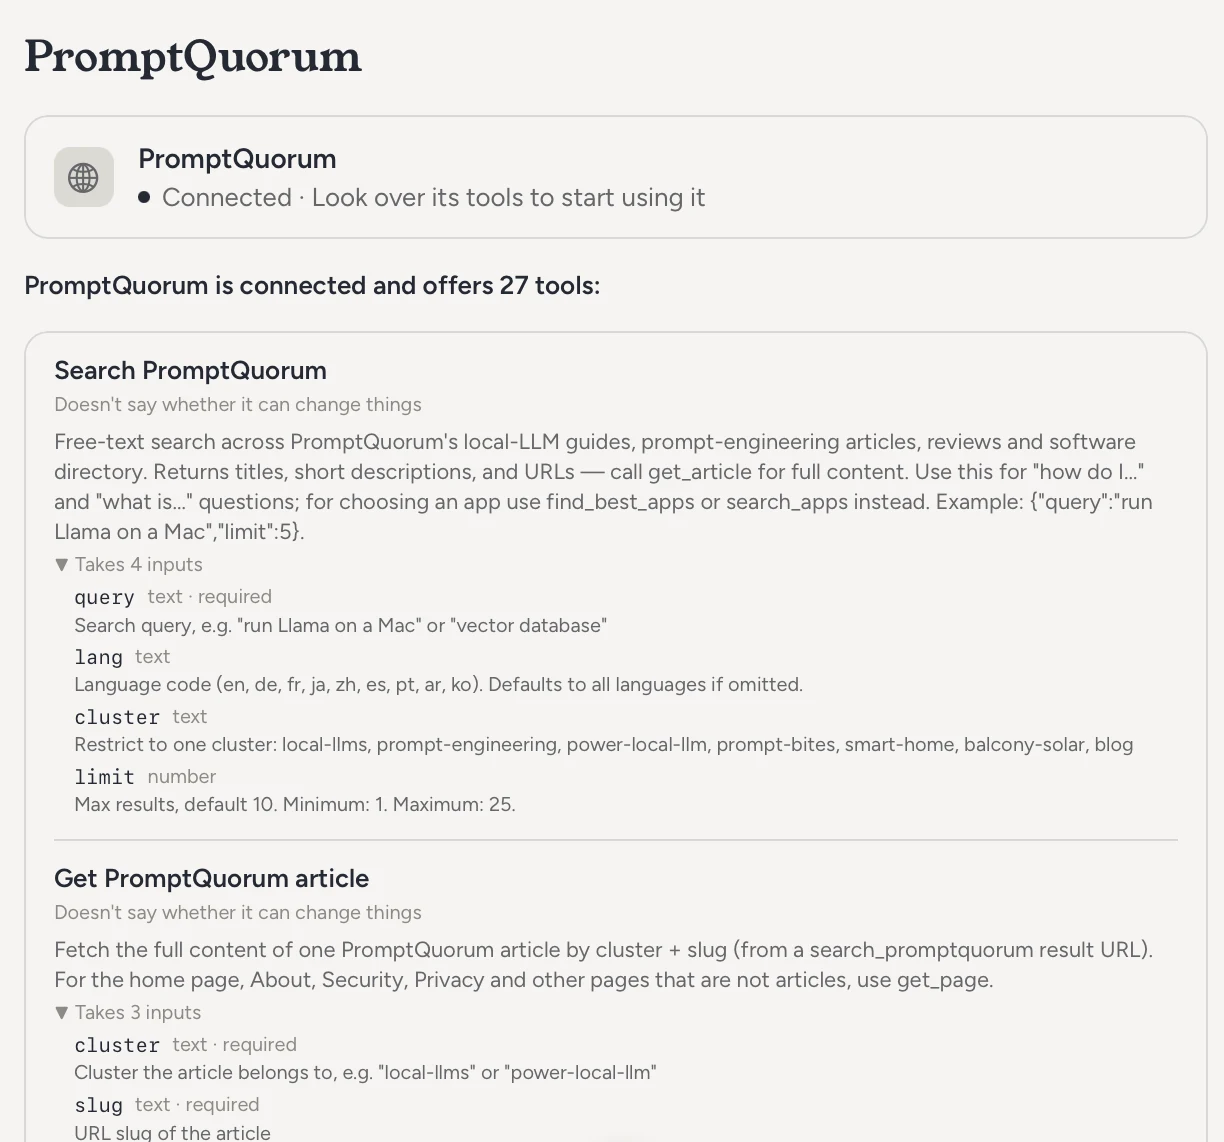 PromptQuorum
PromptQuorum
Connected · Look over its tools to start using it
PromptQuorum is connected and offers 27 tools:
Search PromptQuorum
Doesn't say whether it can change things
Free-text search across PromptQuorum's local-LLM guides, prompt-engineering articles, reviews and software
directory. Returns titles, short descriptions, and URLs — call get_article for full content. Use this for "how do I…"
and "what is…" questions; for choosing an app use find_best_apps or search_apps instead. Example: {"query":"run
Llama on a Mac","limit":5}.
▼ Takes 4 inputs
query text · required
Search query, e.g. "run Llama on a Mac" or "vector database"
lang text
Language code (en, de, fr, ja, zh, es, pt, ar, ko). Defaults to all languages if omitted.
cluster text
Restrict to one cluster: local-llms, prompt-engineering, power-local-llm, prompt-bites, smart-home, balcony-solar, blog
limit number
Max results, default 10. Minimum: 1. Maximum: 25.
Get PromptQuorum article
Doesn't say whether it can change things
Fetch the full content of one PromptQuorum article by cluster + slug (from a search_promptquorum result URL).
For the home page, About, Security, Privacy and other pages that are not articles, use get_page.
▼ Takes 3 inputs
cluster text · required
Cluster the article belongs to, e.g. "local-llms" or "power-local-llm"
slug text · required
URL slug of the article